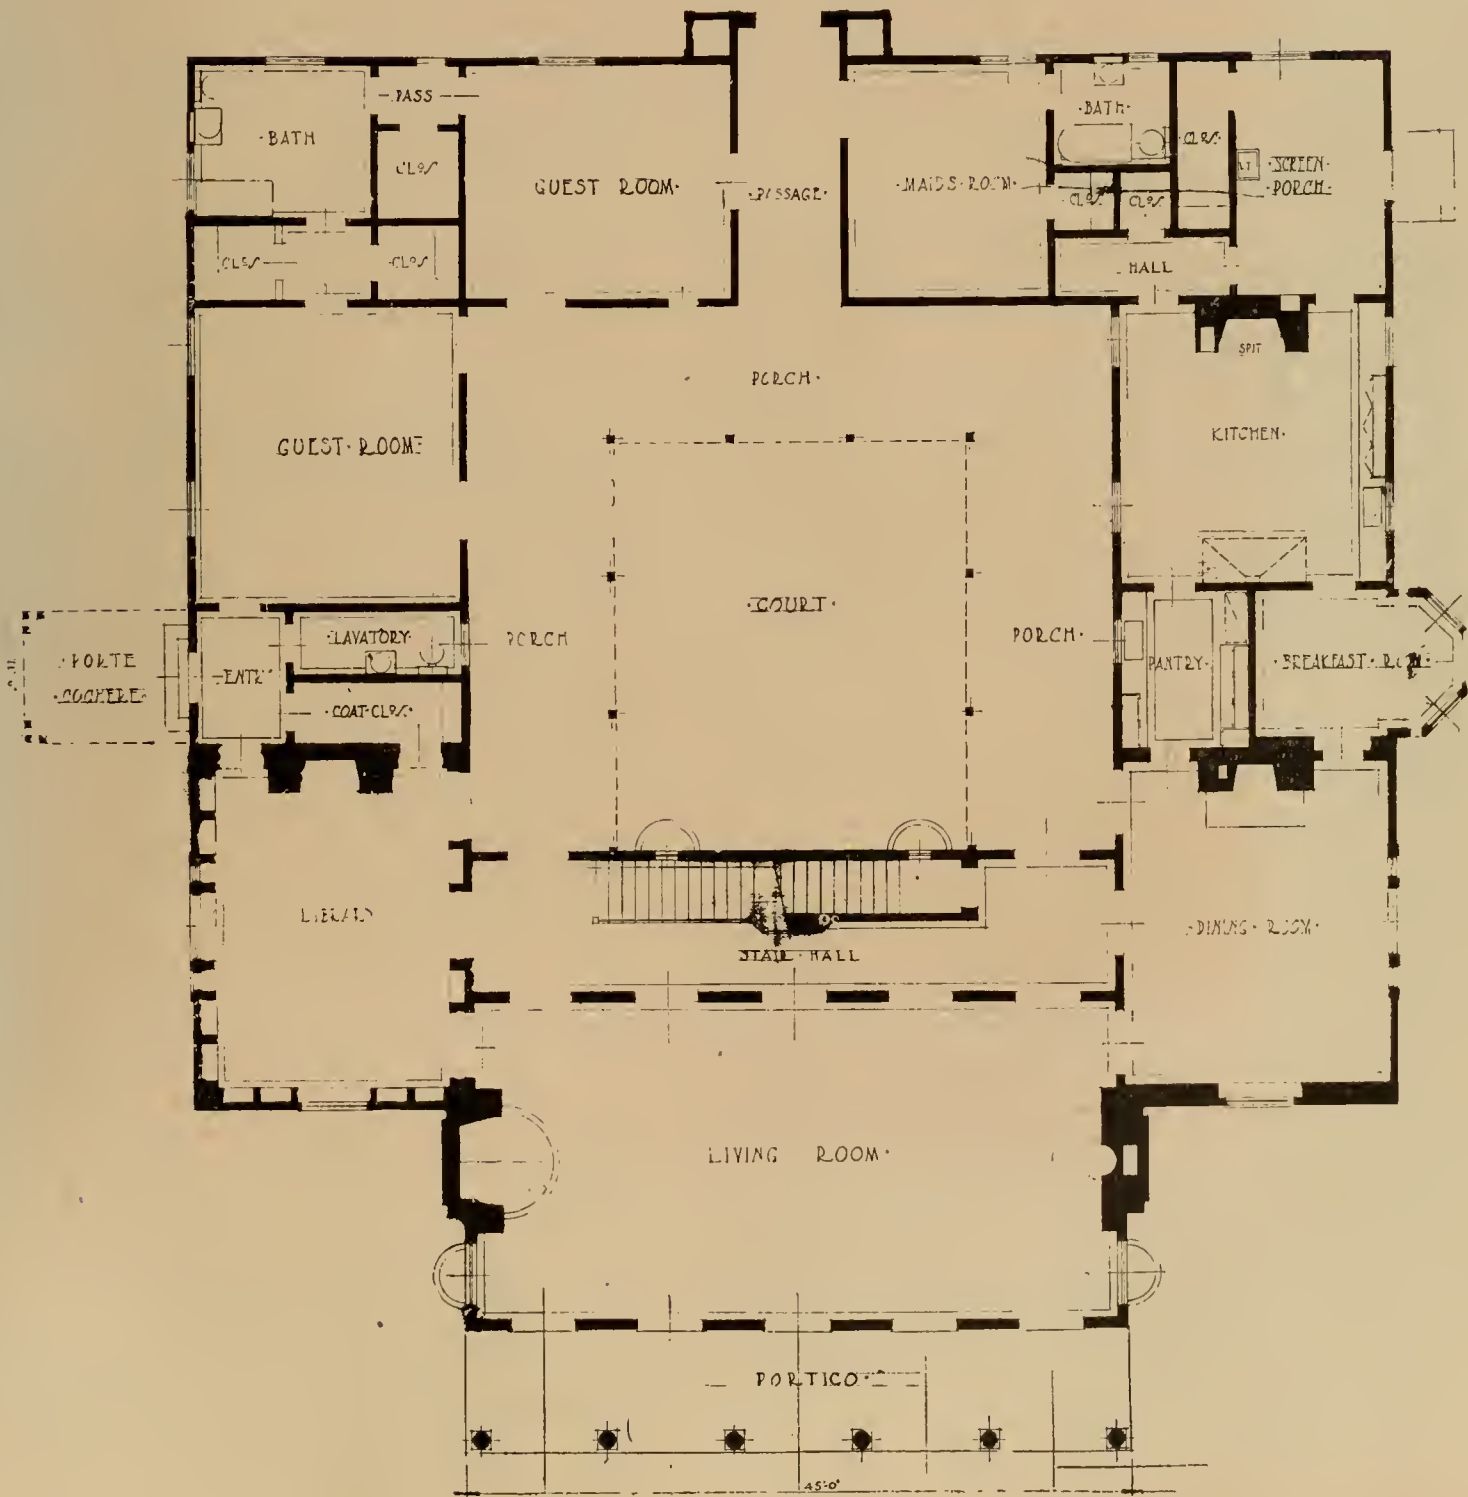 PASS
·BATH
CLOS
GUEST ROOM·
·PASSAGE·
·MAIDS·ROOM·
·BATH·
CLOS·
·SCREEN·
·PORCH·
CLOS
CLOS
CLOS
CLOS
HALL
SPIT
PORCH·
GUEST·ROOM
KITCHEN·
·COURT·
·PORTE
·COCHERE·
·ENTRY
·LAVATORY·
PORCH
PORCH·
PANTRY·
·BREAKFAST·ROOM·
·COAT·CLOS·
LIBRARY
·DINING·ROOM·
STAIR·HALL
LIVING ROOM·
PORTICO·
45'-0"